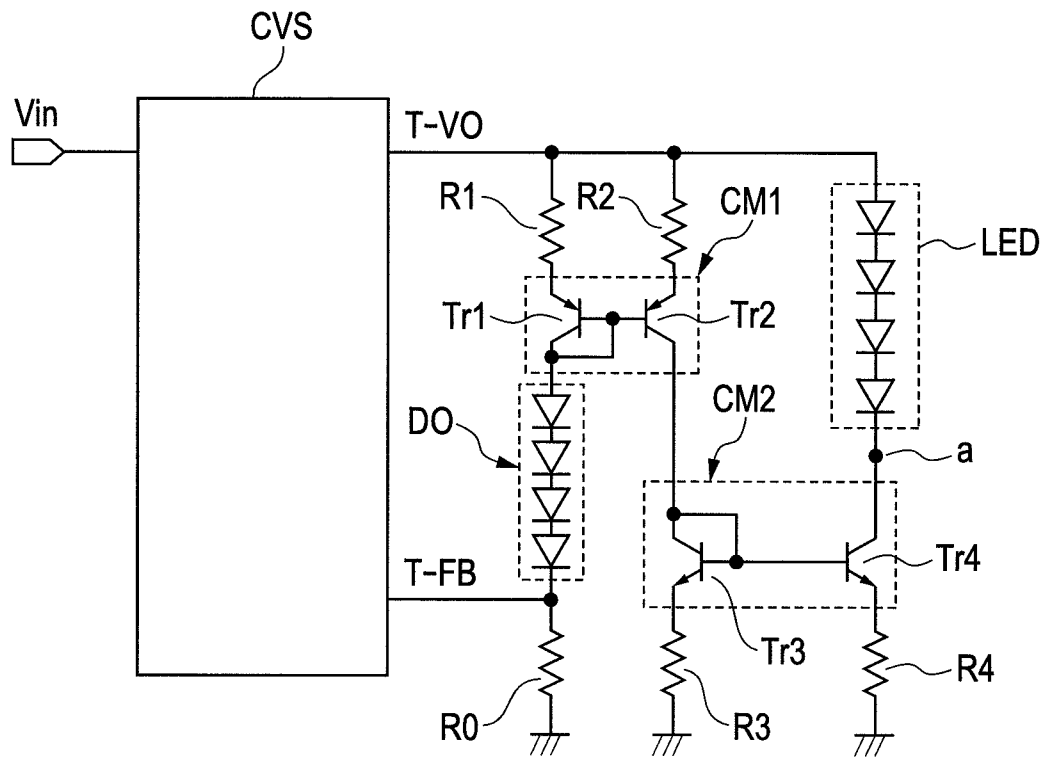 CVS
Vin
T-VO
R1
R2
CM1
LED
Tr1
Tr2
DO
CM2
a
T-FB
Tr4
Tr3
R0
R3
R4